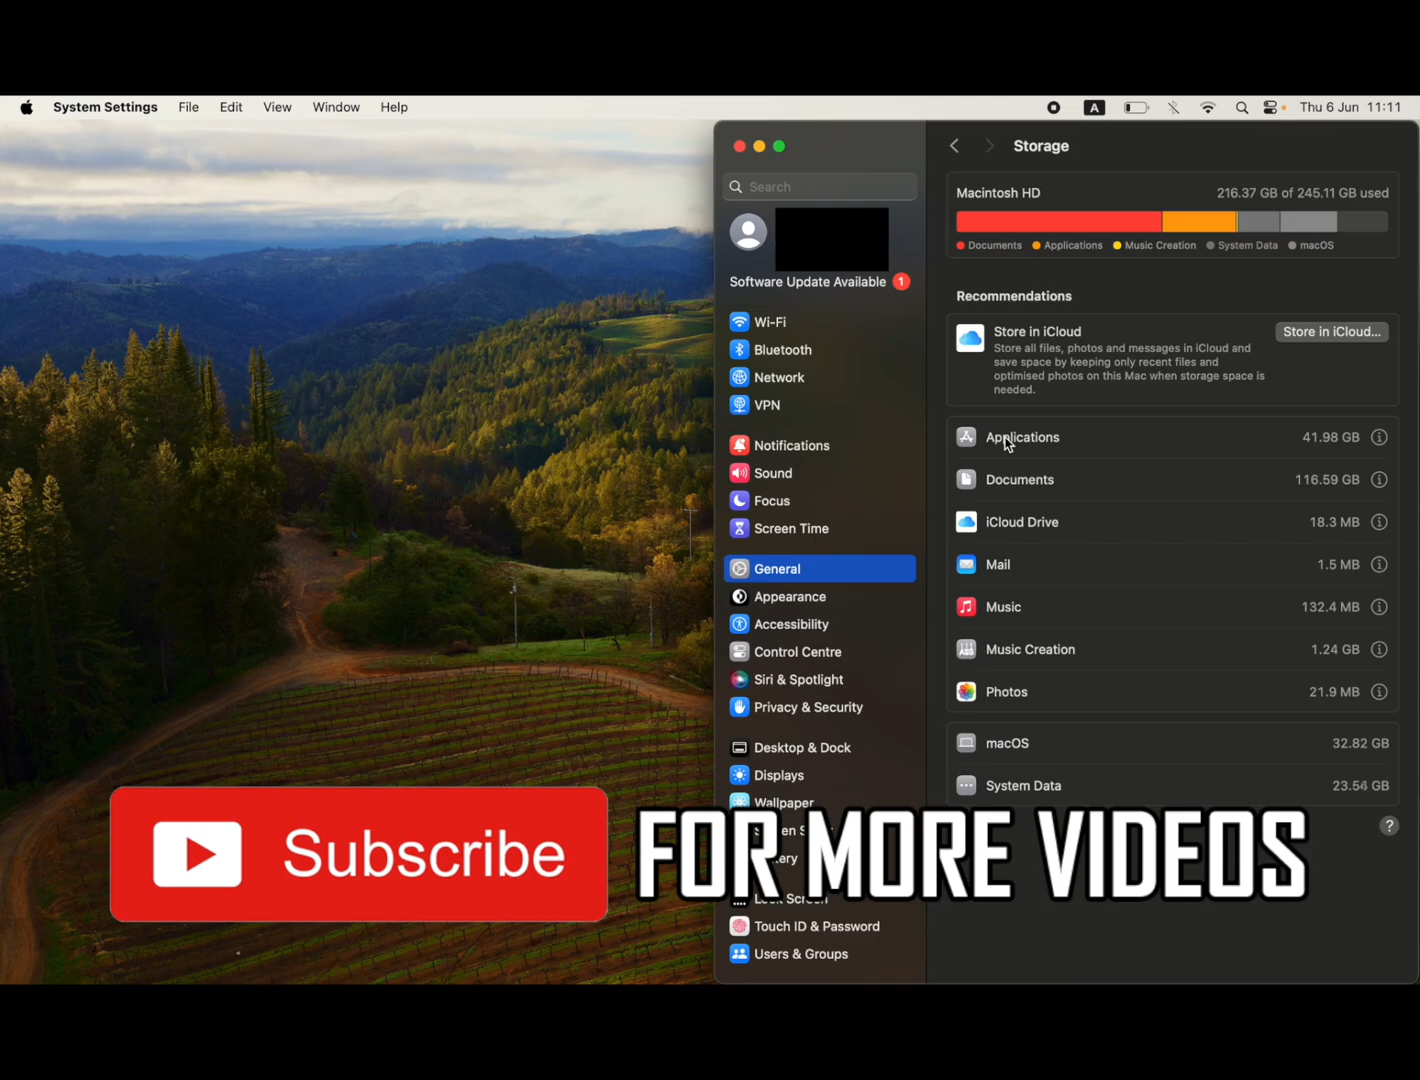 System Settings File Edit View Window Help A Thu 6 Jun 11:11
Storage
Search
Macintosh HD 216.37 GB of 245.11 GB used
Documents Applications Music Creation System Data macOS
Software Update Available 1
Recommendations
Wi-Fi
Bluetooth
Network
VPN
Store in iCloud Store in iCloud...
Store all files, photos and messages in iCloud and
save space by keeping only recent files and
optimised photos on this Mac when storage space is
needed.
Notifications
Sound
Focus
Screen Time
General
Appearance
Accessibility
Control Centre
Siri & Spotlight
Privacy & Security
Desktop & Dock
Displays
Wallpaper
Lock Screen
Touch ID & Password
Users & Groups
Applications 41.98 GB
Documents 116.59 GB
iCloud Drive 18.3 MB
Mail 1.5 MB
Music 132.4 MB
Music Creation 1.24 GB
Photos 21.9 MB
macOS 32.82 GB
System Data 23.54 GB
?
Subscribe FOR MORE VIDEOS